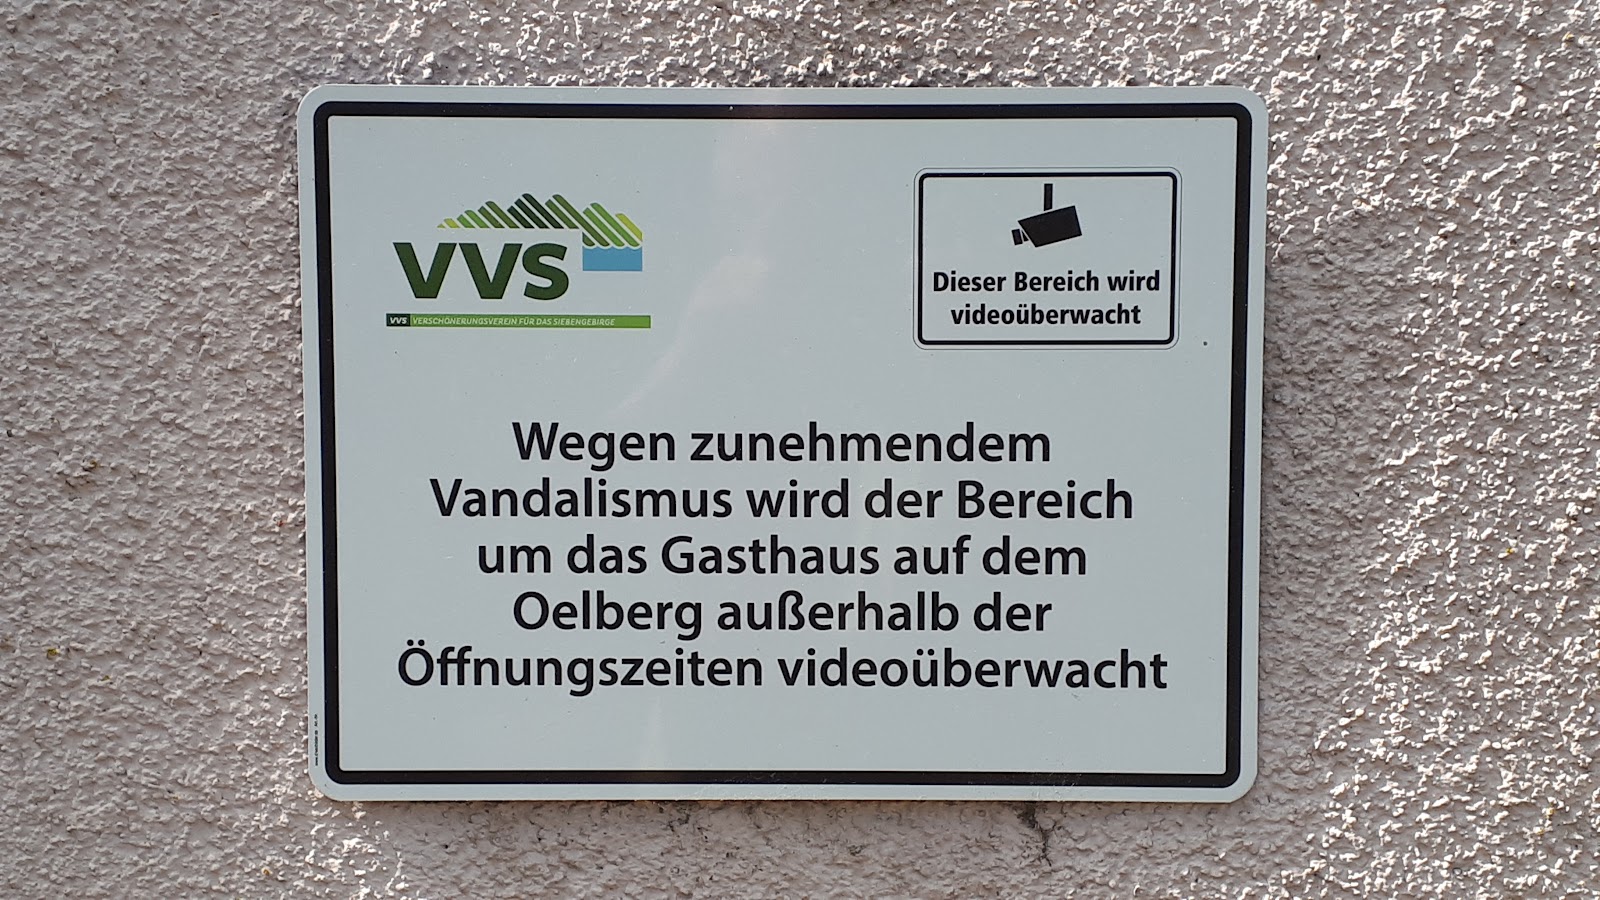 VVS
VVS VERSCHÖNERUNGSVEREIN FÜR DAS SIEBENGEBIRGE
Dieser Bereich wird
videoüberwacht
Wegen zunehmendem
Vandalismus wird der Bereich
um das Gasthaus auf dem
Oelberg außerhalb der
Öffnungszeiten videoüberwacht